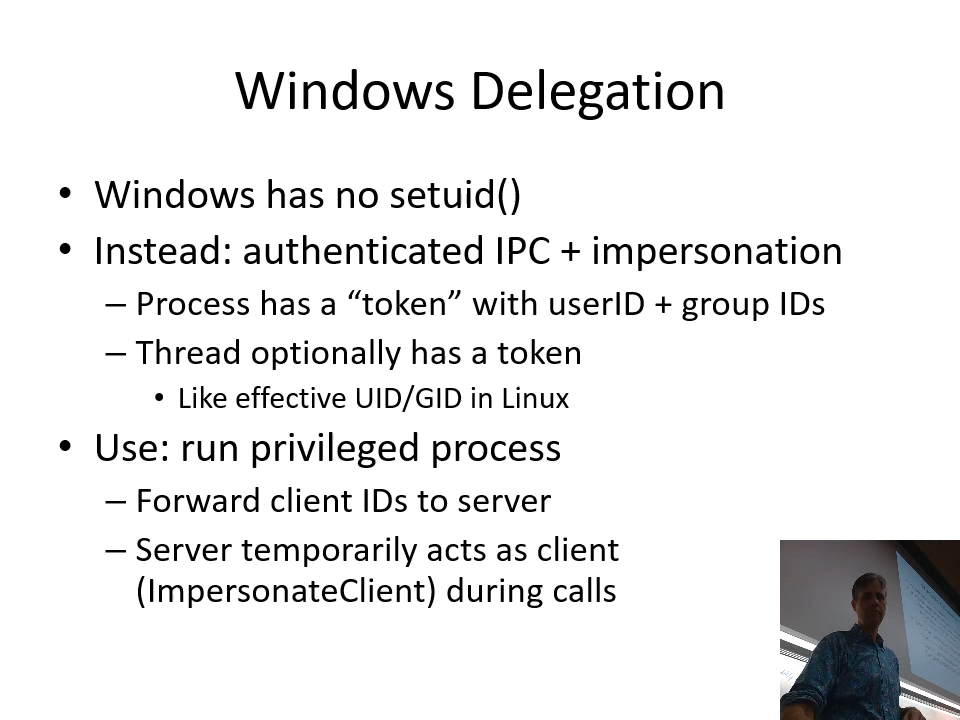 Windows Delegation
• Windows has no setuid()
• Instead: authenticated IPC + impersonation
– Process has a “token” with userID + group IDs
– Thread optionally has a token
• Like effective UID/GID in Linux
• Use: run privileged process
– Forward client IDs to server
– Server temporarily acts as client
(ImpersonateClient) during calls